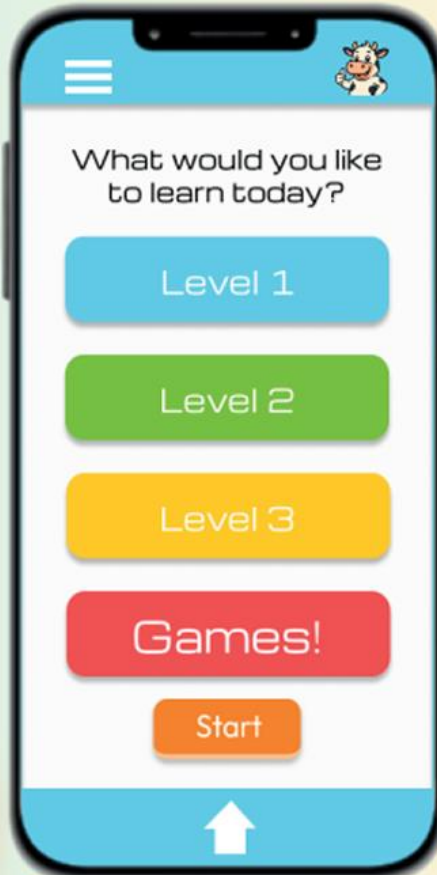 What would you like
to learn today?
Level 1
Level 2
Level 3
Games!
Start